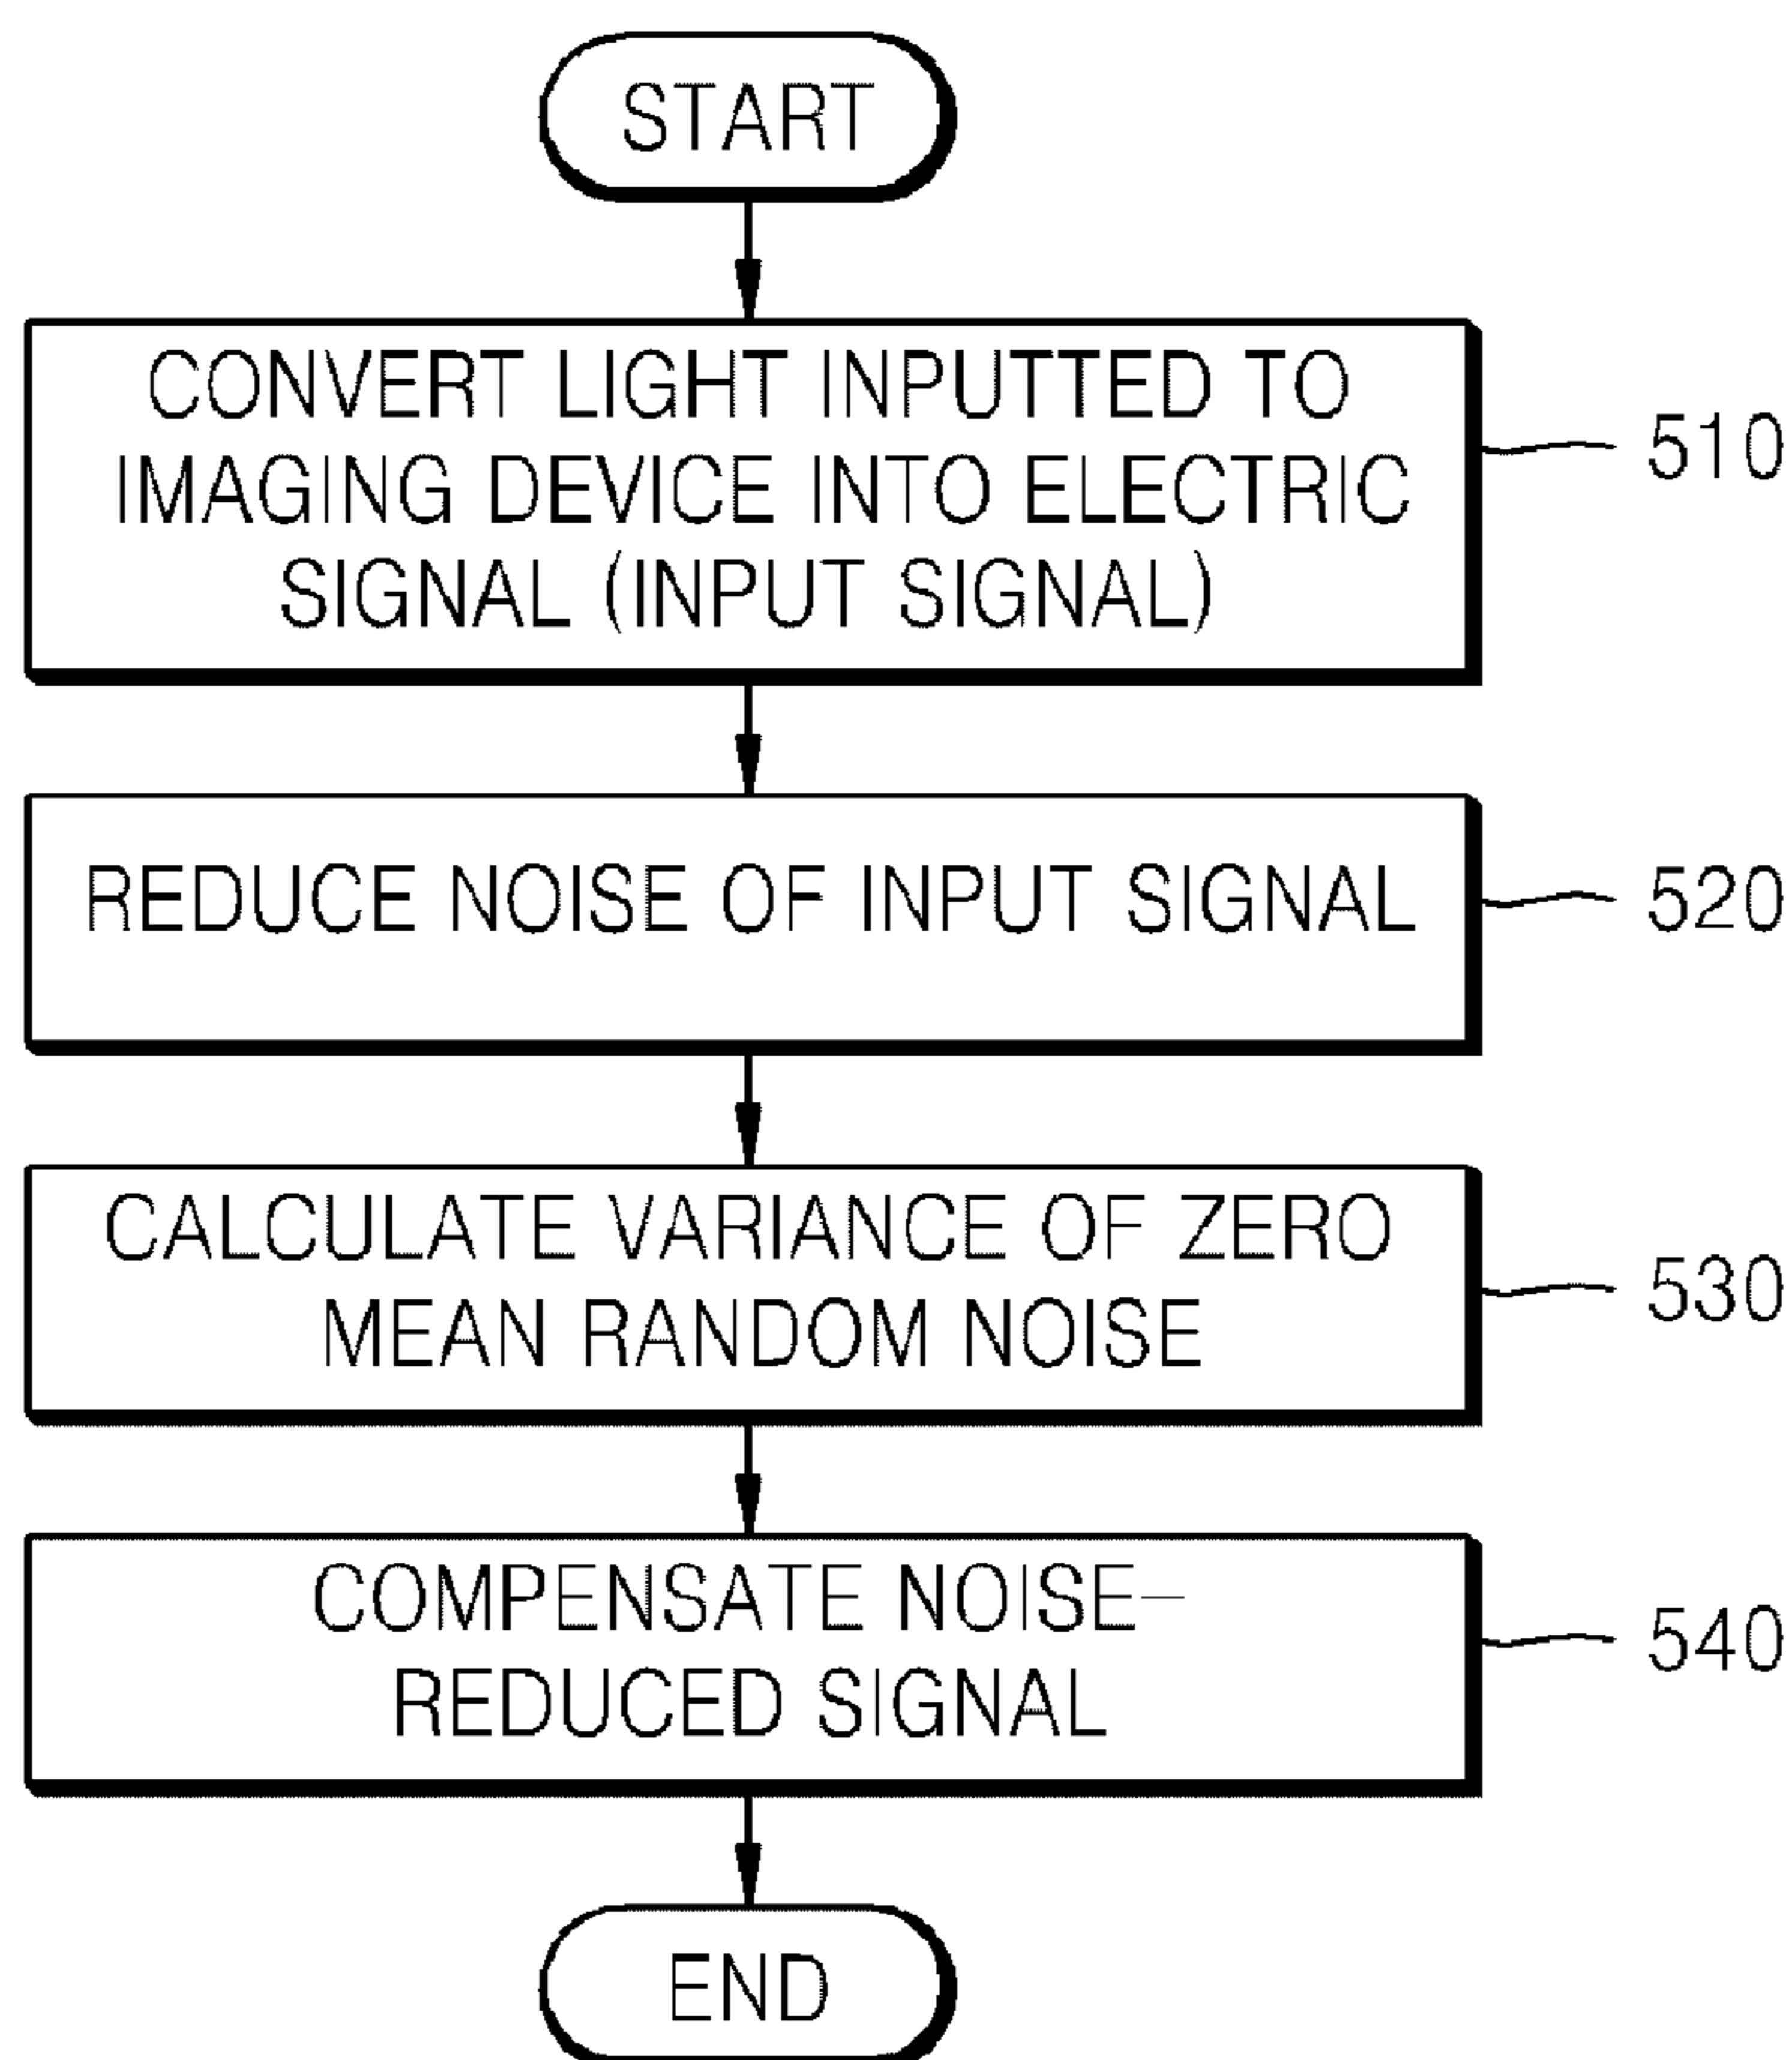 START
CONVERT LIGHT INPUTTED TO
IMAGING DEVICE INTO ELECTRIC
SIGNAL (INPUT SIGNAL)
510
REDUCE NOISE OF INPUT SIGNAL
520
CALCULATE VARIANCE OF ZERO
MEAN RANDOM NOISE
530
COMPENSATE NOISE-
REDUCED SIGNAL
540
END